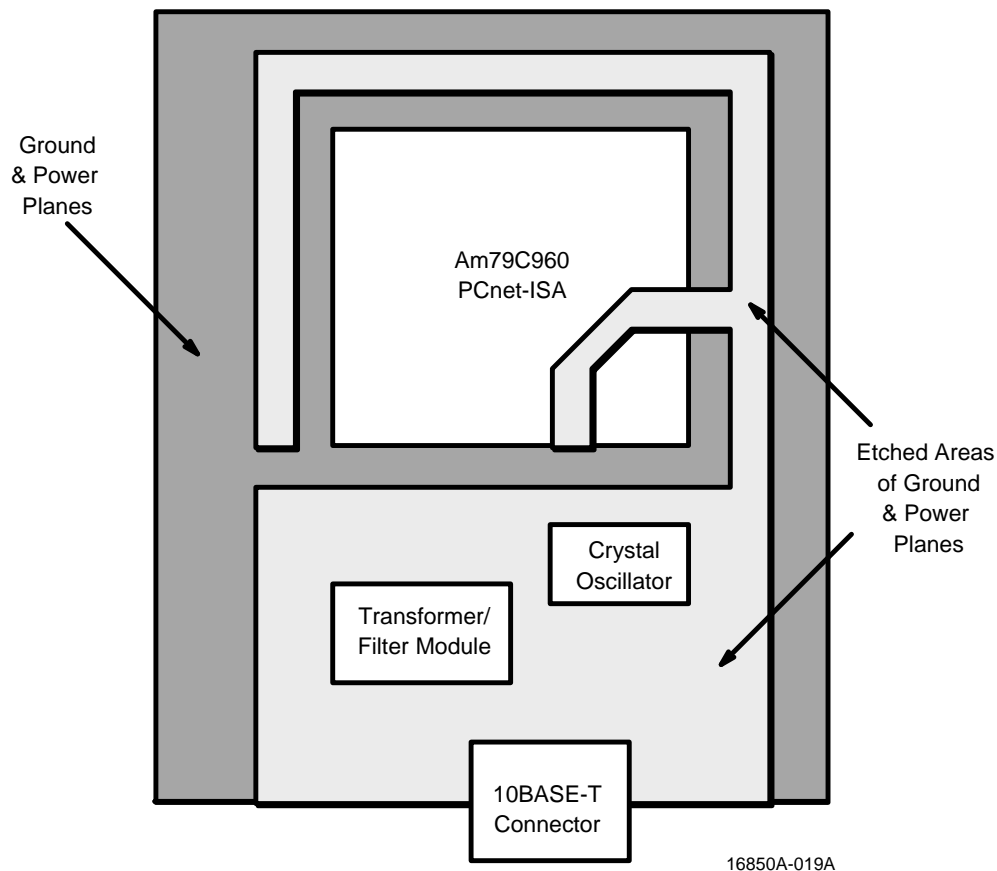 Ground
& Power
Planes
Am79C960
PCnet-ISA
Etched Areas
of Ground
& Power
Planes
Crystal
Oscillator
Transformer/
Filter Module
10BASE-T
Connector
16850A-019A